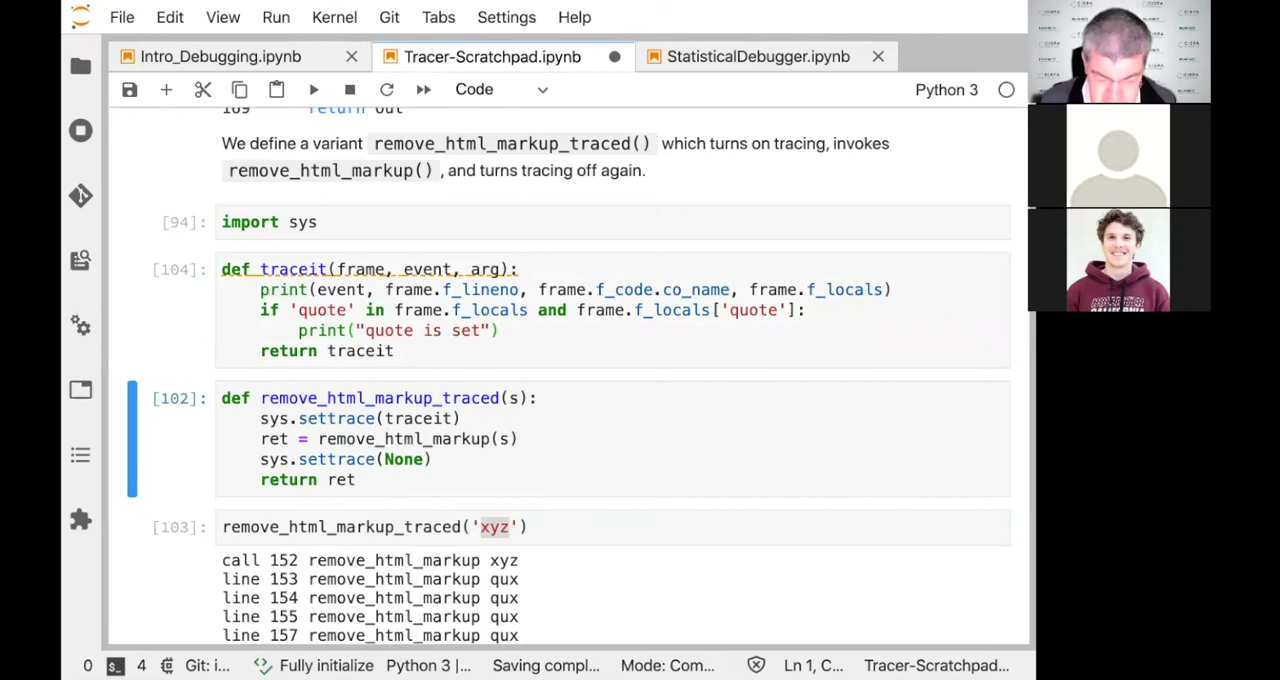 File Edit View Run Kernel Git Tabs Settings Help
Intro_Debugging.ipynb Tracer-Scratchpad.ipynb StatisticalDebugger.ipynb
Code Python 3
169 return out
We define a variant remove_html_markup_traced() which turns on tracing, invokes
remove_html_markup() , and turns tracing off again.
[94]: import sys
[104]: def traceit(frame, event, arg):
print(event, frame.f_lineno, frame.f_code.co_name, frame.f_locals)
if 'quote' in frame.f_locals and frame.f_locals['quote']:
print("quote is set")
return traceit
[102]: def remove_html_markup_traced(s):
sys.settrace(traceit)
ret = remove_html_markup(s)
sys.settrace(None)
return ret
[103]: remove_html_markup_traced('xyz')
call 152 remove_html_markup xyz
line 153 remove_html_markup qux
line 154 remove_html_markup qux
line 155 remove_html_markup qux
line 157 remove_html_markup qux
0 4 Git: i... Fully initialize Python 3 |... Saving compl... Mode: Com... Ln 1, C... Tracer-Scratchpad...